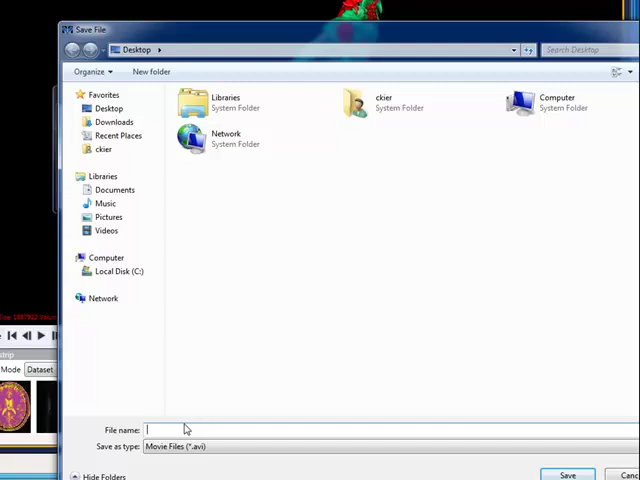 Save File
Desktop
Search Desktop
Organize
New folder
Favorites
Desktop
Downloads
Recent Places
ckier
Libraries
Documents
Music
Pictures
Videos
Computer
Local Disk (C:)
Network
Libraries
System Folder
ckier
System Folder
Computer
System Folder
Network
System Folder
strip
Mode
Dataset
File name:
Save as type:
Movie Files (*.avi)
Hide Folders
Save
Canc